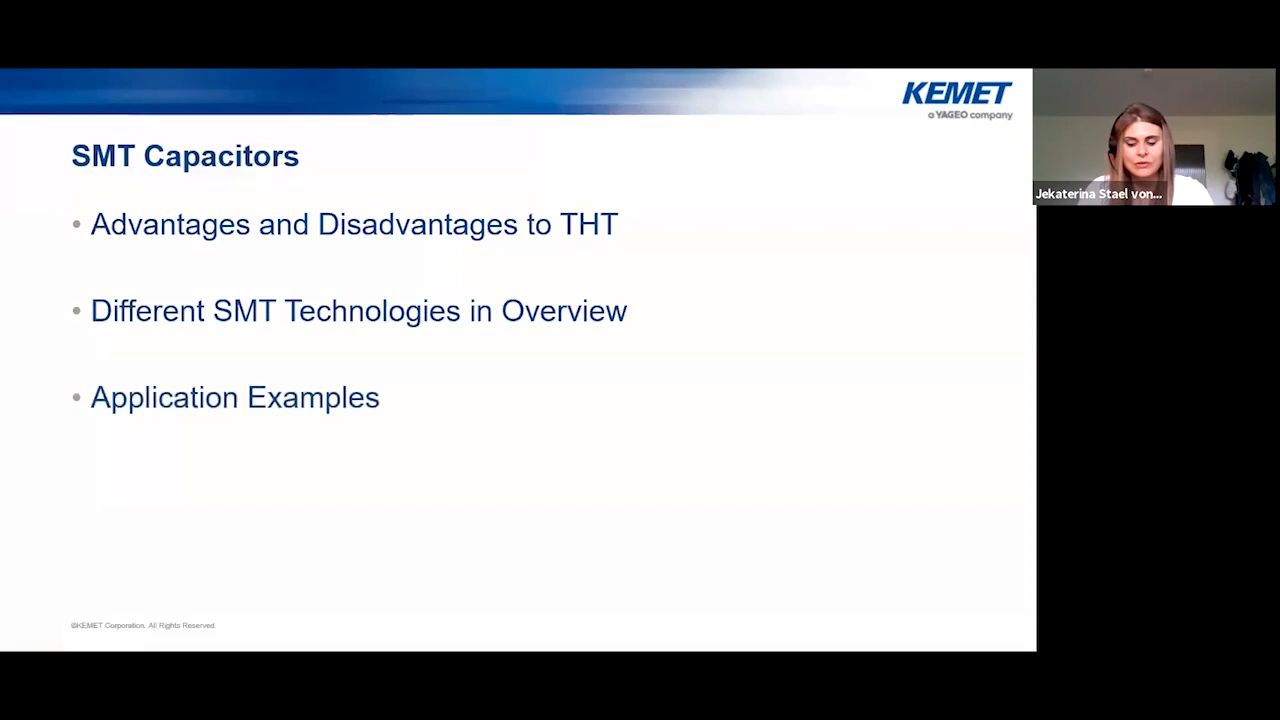 KEMET
a YAGEO company
SMT Capacitors
• Advantages and Disadvantages to THT
• Different SMT Technologies in Overview
• Application Examples
©KEMET Corporation. All Rights Reserved.
Jekaterina Stael von...